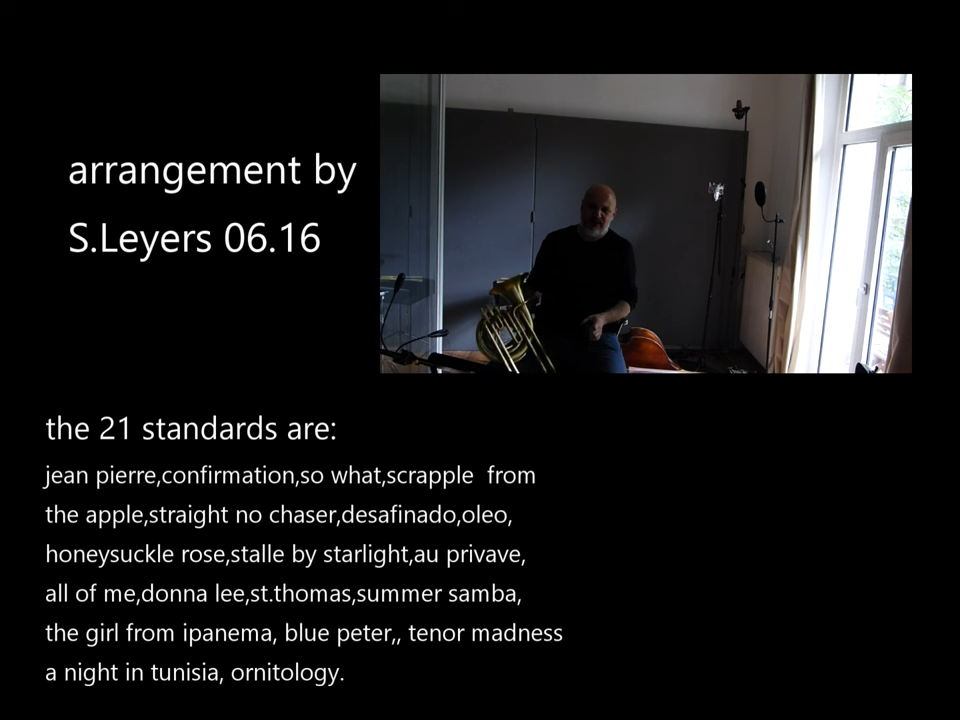 arrangement by
S.Leyers 06.16
the 21 standards are:
jean pierre,confirmation,so what,scrapple  from
the apple,straight no chaser,desafinado,oleo,
honeysuckle rose,stalle by starlight,au privave,
all of me,donna lee,st.thomas,summer samba,
the girl from ipanema, blue peter,, tenor madness
a night in tunisia, ornitology.